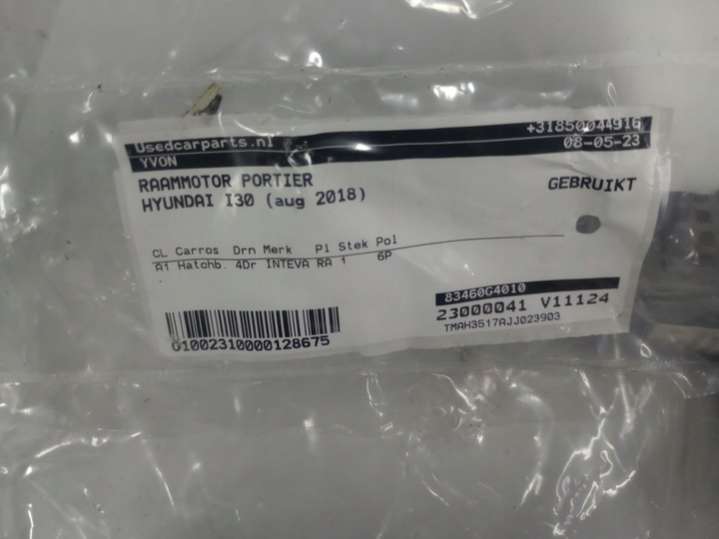 Usedcarparts.nl +31850044916
YVON 08-05-23
RAAMMOTOR PORTIER GEBRUIKT
HYUNDAI I30 (aug 2018)
CL Carros Drn Merk Pl Stek Pol
A1 Hatchb. 4Dr INTEVA RA 1 6P
83460G4010
23000041 V11124
TMAH3517AJJ023903
01002310000128675